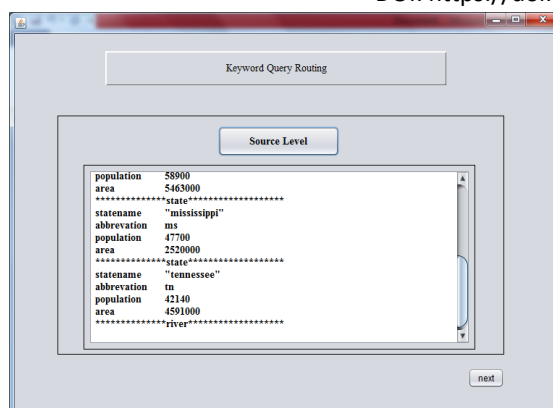 Keyword Query Routing
Source Level
population 58900
area 5463000
**************state*******************
statename "mississippi"
abbrevation ms
population 47700
area 2520000
**************state*******************
statename "tennessee"
abbrevation tn
population 42140
area 4591000
**************river*******************
next